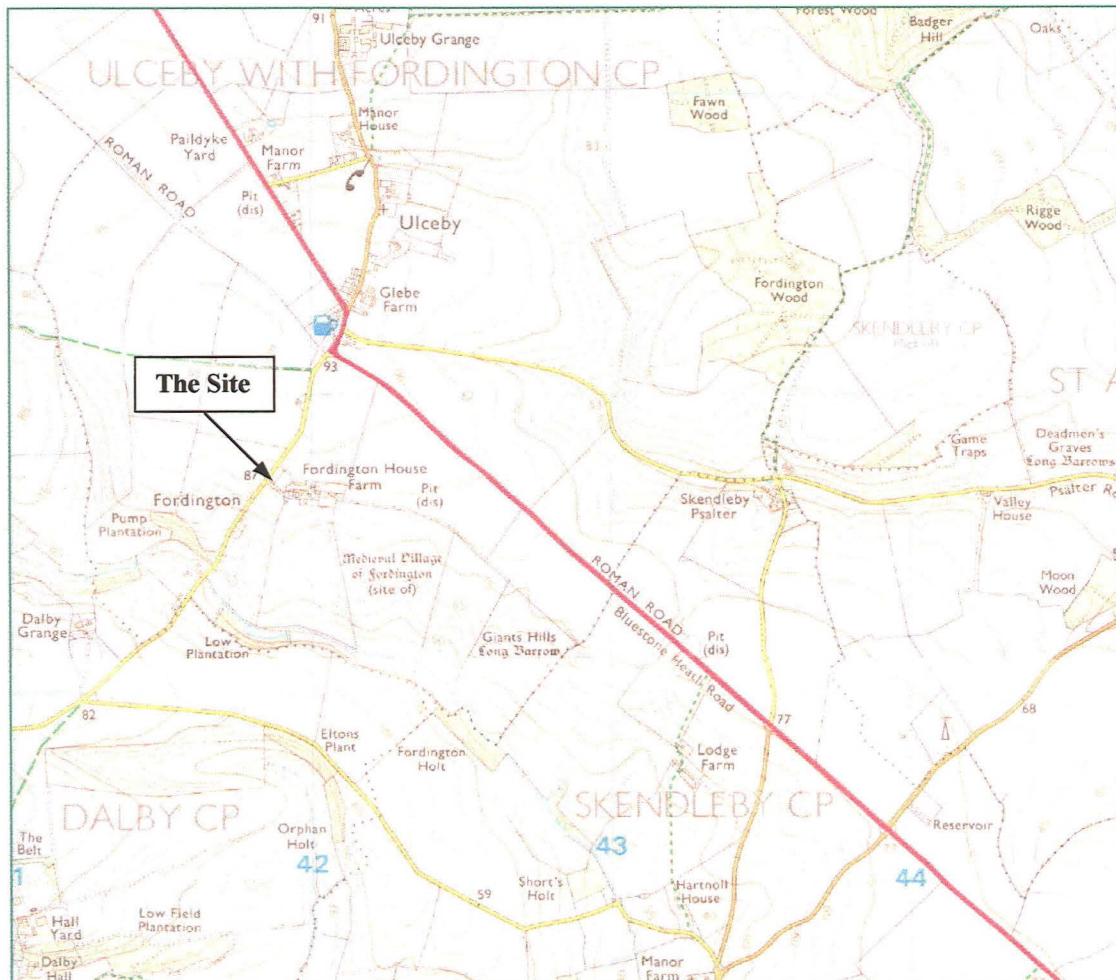 91
Ulceby Grange
Badger
Hill
Oaks
ULCEBY WITH FORDINGTON CP
Fawn
Wood
Manor
House
Paildyke
Yard
Manor
Farm
ROMAN ROAD
Pit
(dis)
Ulceby
Rigge
Wood
Glebe
Farm
Fordington
Wood
SKENDLEBY CP
93
The Site
ST A
Game
Traps
Deadmen's
Graves
Long Barrows
87
Fordington House
Farm
Pit
(dis)
Fordington
Skendleby
Psalter
Psalter R
Valley
House
Pump
Plantation
Medieval Village
of Fordington
(site of)
ROMAN ROAD
Bluestone Heath Road
Moon
Wood
Dalby
Grange
Low
Plantation
Giants Hills
Long Barrow
Pit
(dis)
82
77
68
Eltons
Plant
Fordington
Holt
Lodge
Farm
DALBY CP
SKENDLEBY CP
Reservoir
The
Belt
1
Orphan
Holt
42
43
44
59
Short's
Holt
Hartnoll
House
Hall
Yard
Low Field
Plantation
Dalby
Hall
Manor
Farm